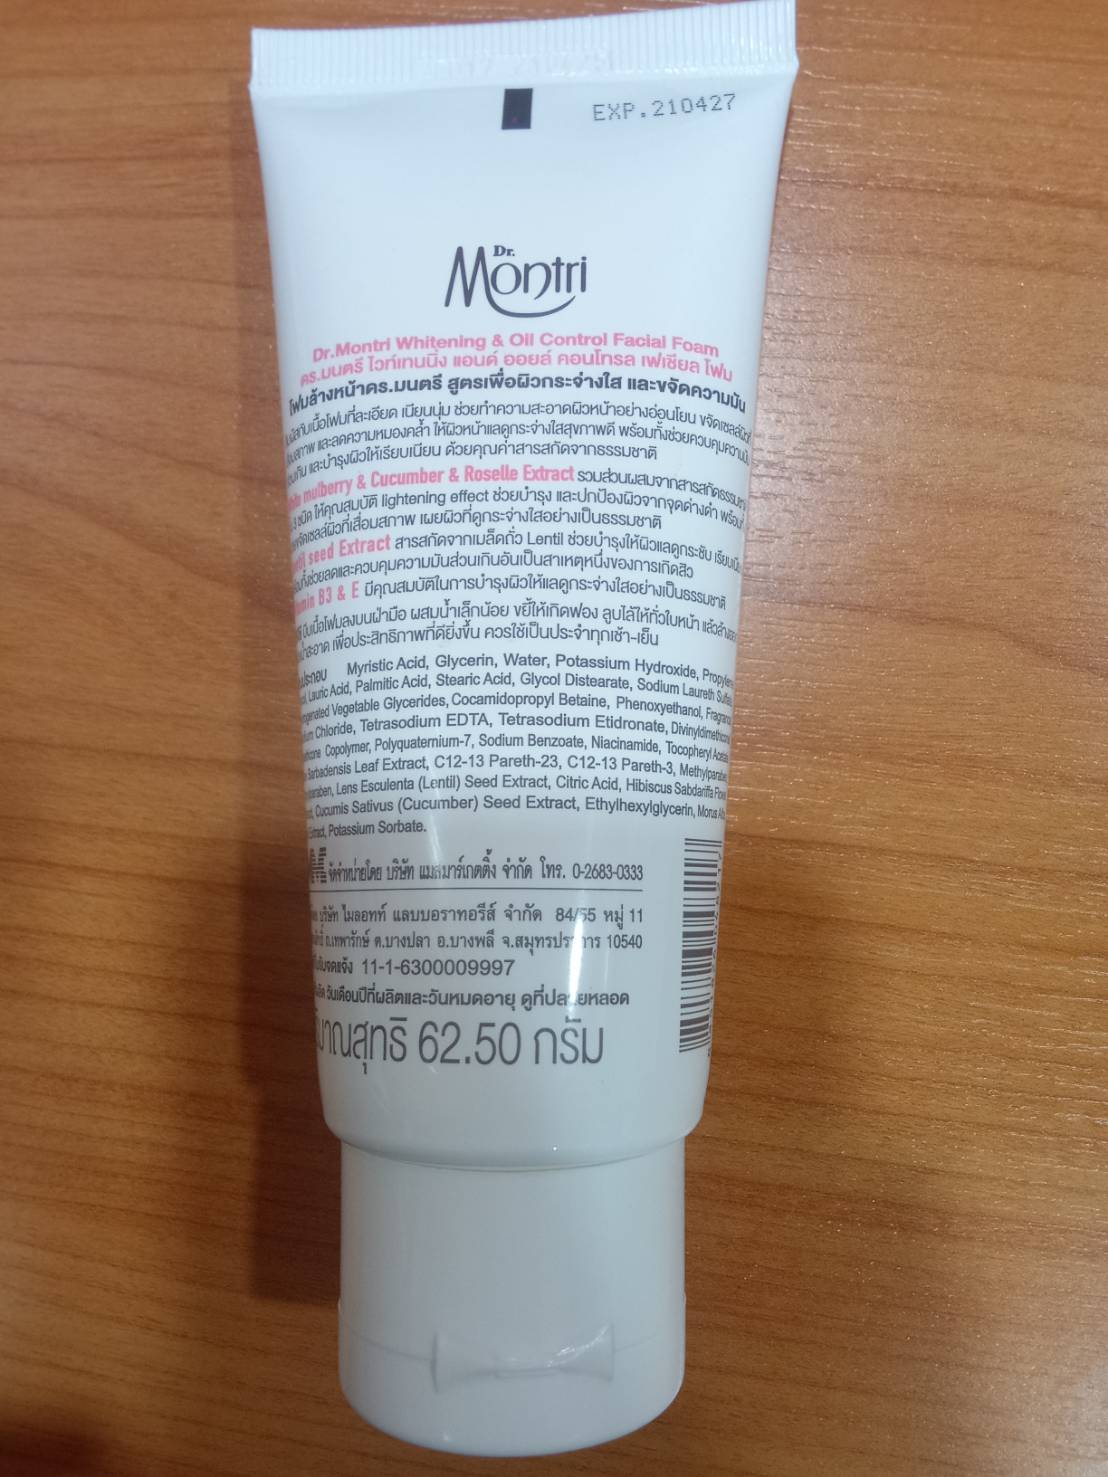 EXP.210427
Dr.
Montri
Dr.Montri Whitening & Oil Control Facial Foam
ดร.มนตรี ไวท์เทนนิ่ง แอนด์ ออยล์ คอนโทรล เฟเชียล โฟม
โฟมล้างหน้าดร.มนตรี สูตรเพื่อผิวกระจ่างใส และขจัดความมัน
เนื้อโฟมที่ละเอียด เนียนนุ่ม ช่วยทำความสะอาดผิวหน้าอย่างอ่อนโยน ขจัดเซลล์ผิวที่
และลดความหมองคล้ำ ให้ผิวหน้าแลดูกระจ่างใสสุขภาพดี พร้อมทั้งช่วยควบคุมความมัน
และบำรุงผิวให้เรียบเนียน ด้วยคุณค่าสารสกัดจากธรรมชาติ
mulberry & Cucumber & Roselle Extract รวมส่วนผสมจากสารสกัดธรรมชาติ
ชนิด ให้คุณสมบัติ lightening effect ช่วยบำรุง และปกป้องผิวจากจุดด่างดำ พร้อมทั้ง
ขจัดเซลล์ผิวที่เสื่อมสภาพ เผยผิวที่ดูกระจ่างใสอย่างเป็นธรรมชาติ
seed Extract สารสกัดจากเมล็ดถั่ว Lentil ช่วยบำรุงให้ผิวแลดูกระชับ เรียบเนียน
ช่วยลดและควบคุมความมันส่วนเกินอันเป็นสาเหตุหนึ่งของการเกิดสิว
B3 & E มีคุณสมบัติในการบำรุงผิวให้แลดูกระจ่างใสอย่างเป็นธรรมชาติ
บีบเนื้อโฟมลงบนฝ่ามือ ผสมน้ำเล็กน้อย ขยี้ให้เกิดฟอง ลูบไล้ให้ทั่วใบหน้า แล้วล้างออก
เพื่อประสิทธิภาพที่ดียิ่งขึ้น ควรใช้เป็นประจำทุกเช้า-เย็น
Myristic Acid, Glycerin, Water, Potassium Hydroxide, Propylene
Lauric Acid, Palmitic Acid, Stearic Acid, Glycol Distearate, Sodium Laureth Sulfate,
Vegetable Glycerides, Cocamidopropyl Betaine, Phenoxyethanol, Fragrance,
Chloride, Tetrasodium EDTA, Tetrasodium Etidronate, Divinyldimethicone
Copolymer, Polyquaternium-7, Sodium Benzoate, Niacinamide, Tocopheryl Acetate
Barbadensis Leaf Extract, C12-13 Pareth-23, C12-13 Pareth-3, Methylparaben,
Lens Esculenta (Lentil) Seed Extract, Citric Acid, Hibiscus Sabdariffa Flower
Cucumis Sativus (Cucumber) Seed Extract, Ethylhexylglycerin, Morus Alba
Extract, Potassium Sorbate.
จัดจำหน่ายโดย บริษัท แมสมาร์เกตติ้ง จำกัด โทร. 0-2683-0333
บริษัท ไมลอทท์ แลบบอราทอรีส์ จำกัด 84/55 หมู่ 11
ถ.เทพารักษ์ ต.บางปลา อ.บางพลี จ.สมุทรปราการ 10540
11-1-6300009997
วันเดือนปีที่ผลิตและวันหมดอายุ ดูที่ปลายหลอด
62.50 กรัม